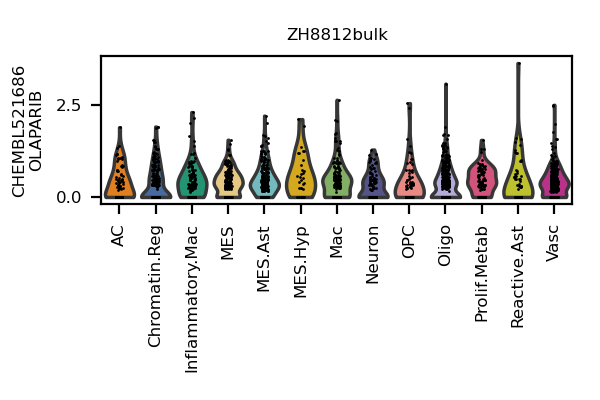 ZH8812bulk
CHEMBL521686
OLAPARIB
2.5
0.0
AC
Chromatin.Reg
Inflammatory.Mac
MES
MES.Ast
MES.Hyp
Mac
Neuron
OPC
Oligo
Prolif.Metab
Reactive.Ast
Vasc